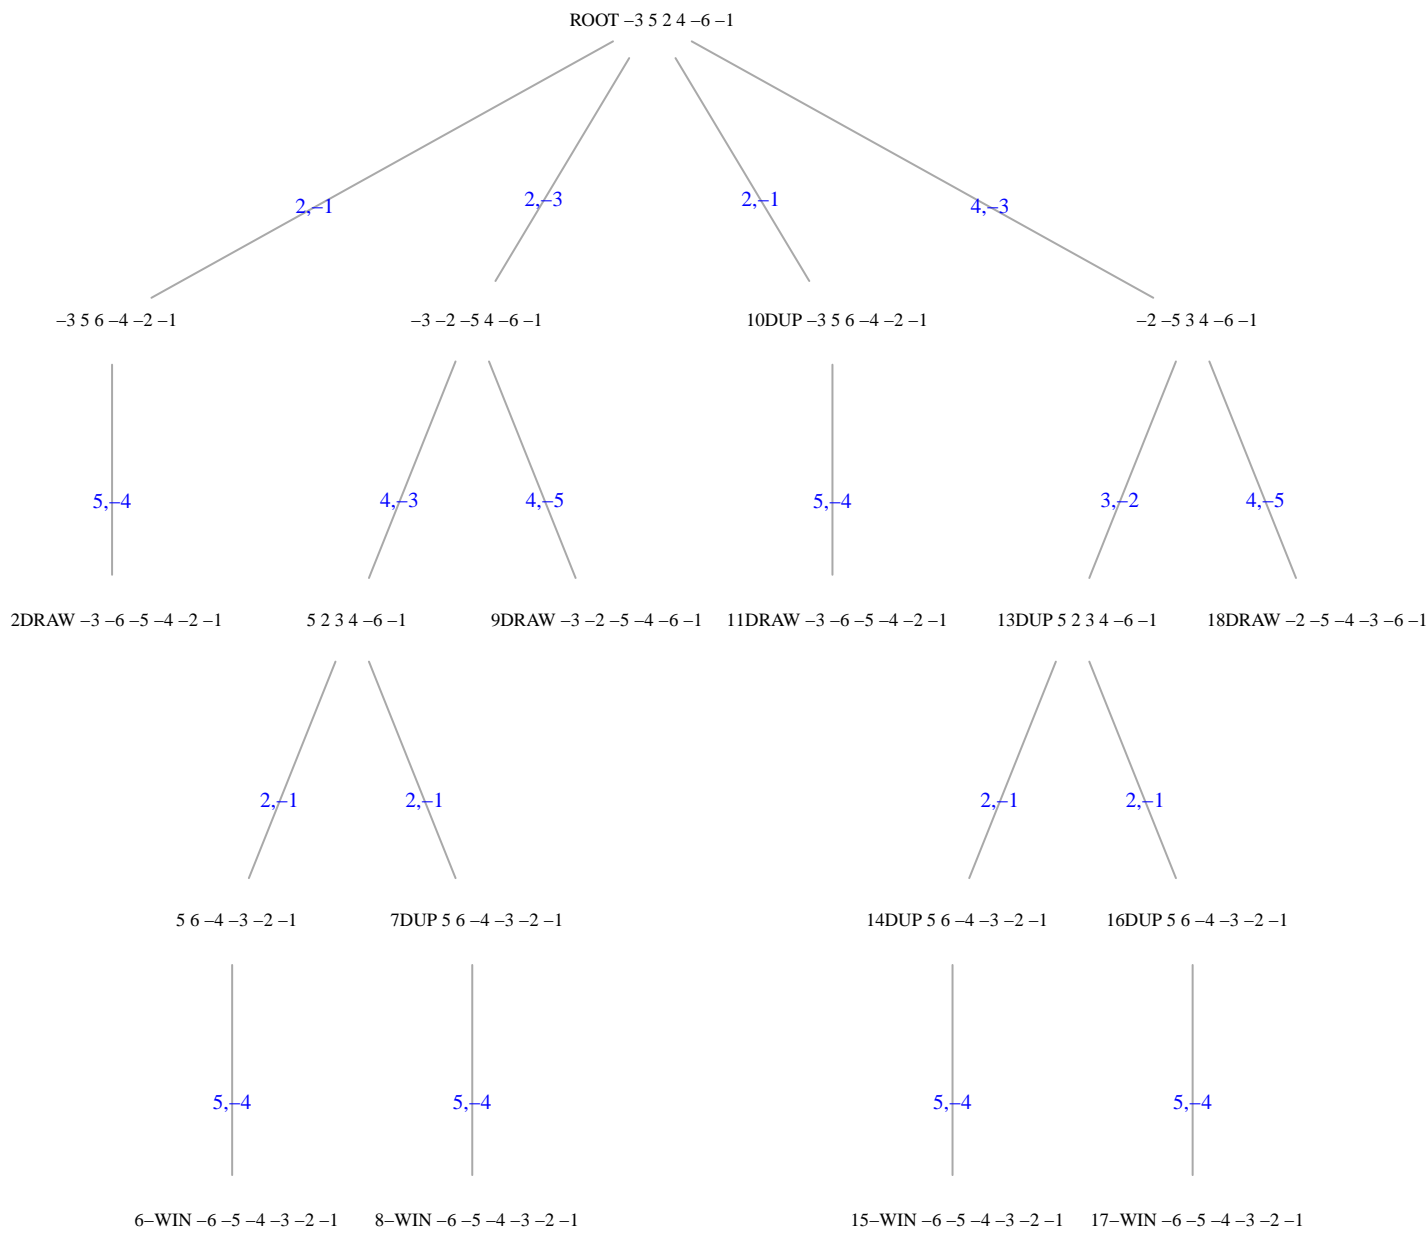 ROOT –3 5 2 4 –6 –1
2,–1
2,–3
2,–1
4,–3
–3 5 6 –4 –2 –1
–3 –2 –5 4 –6 –1
10DUP –3 5 6 –4 –2 –1
–2 –5 3 4 –6 –1
5,–4
4,–3
4,–5
5,–4
3,–2
4,–5
2DRAW –3 –6 –5 –4 –2 –1
5 2 3 4 –6 –1
9DRAW –3 –2 –5 –4 –6 –1
11DRAW –3 –6 –5 –4 –2 –1
13DUP 5 2 3 4 –6 –1
18DRAW –2 –5 –4 –3 –6 –1
2,–1
2,–1
2,–1
2,–1
5 6 –4 –3 –2 –1
7DUP 5 6 –4 –3 –2 –1
14DUP 5 6 –4 –3 –2 –1
16DUP 5 6 –4 –3 –2 –1
5,–4
5,–4
5,–4
5,–4
6–WIN –6 –5 –4 –3 –2 –1
8–WIN –6 –5 –4 –3 –2 –1
15–WIN –6 –5 –4 –3 –2 –1
17–WIN –6 –5 –4 –3 –2 –1